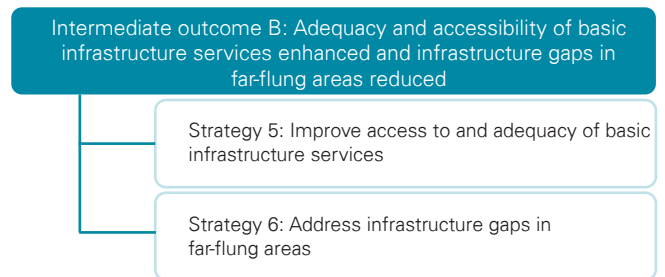 Intermediate outcome B: Adequacy and accessibility of basic
infrastructure services enhanced and infrastructure gaps in
far-flung areas reduced
Strategy 5: Improve access to and adequacy of basic
infrastructure services
Strategy 6: Address infrastructure gaps in
far-flung areas